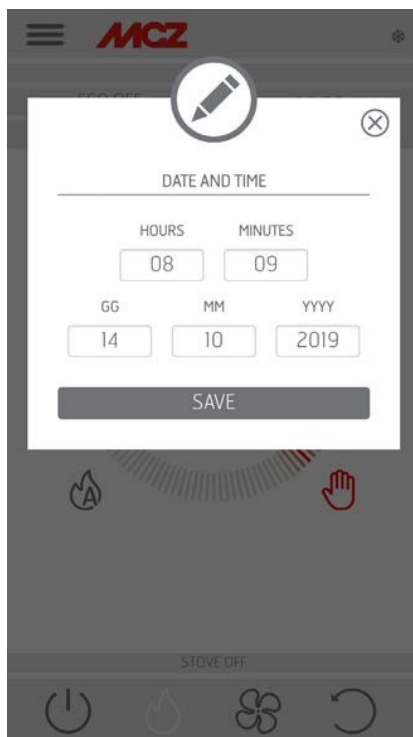 MCZ
DATE AND TIME
HOURS MINUTES
08 09
GG MM YYYY
14 10 2019
SAVE
A
STOVE OFF